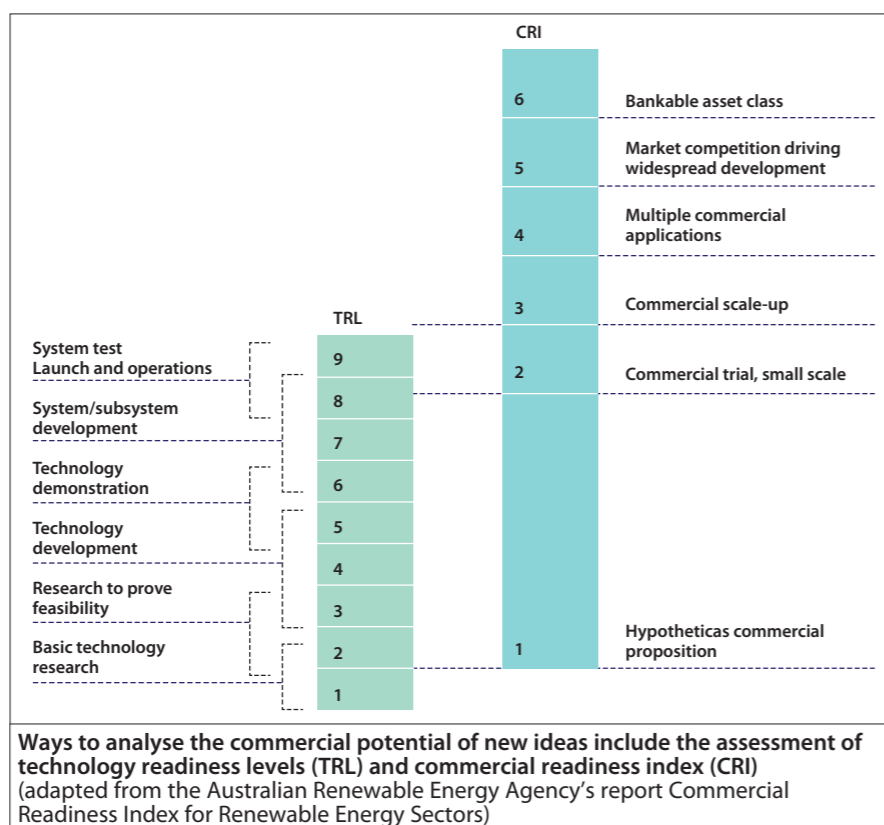 CRI
6
Bankable asset class
5
Market competition driving
widespread development
4
Multiple commercial
applications
3
Commercial scale-up
2
Commercial trial, small scale
1
Hypotheticas commercial
proposition
TRL
9
8
7
6
5
4
3
2
1
System test
Launch and operations
System/subsystem
development
Technology
demonstration
Technology
development
Research to prove
feasibility
Basic technology
research
Ways to analyse the commercial potential of new ideas include the assessment of
technology readiness levels (TRL) and commercial readiness index (CRI)
(adapted from the Australian Renewable Energy Agency’s report Commercial
Readiness Index for Renewable Energy Sectors)